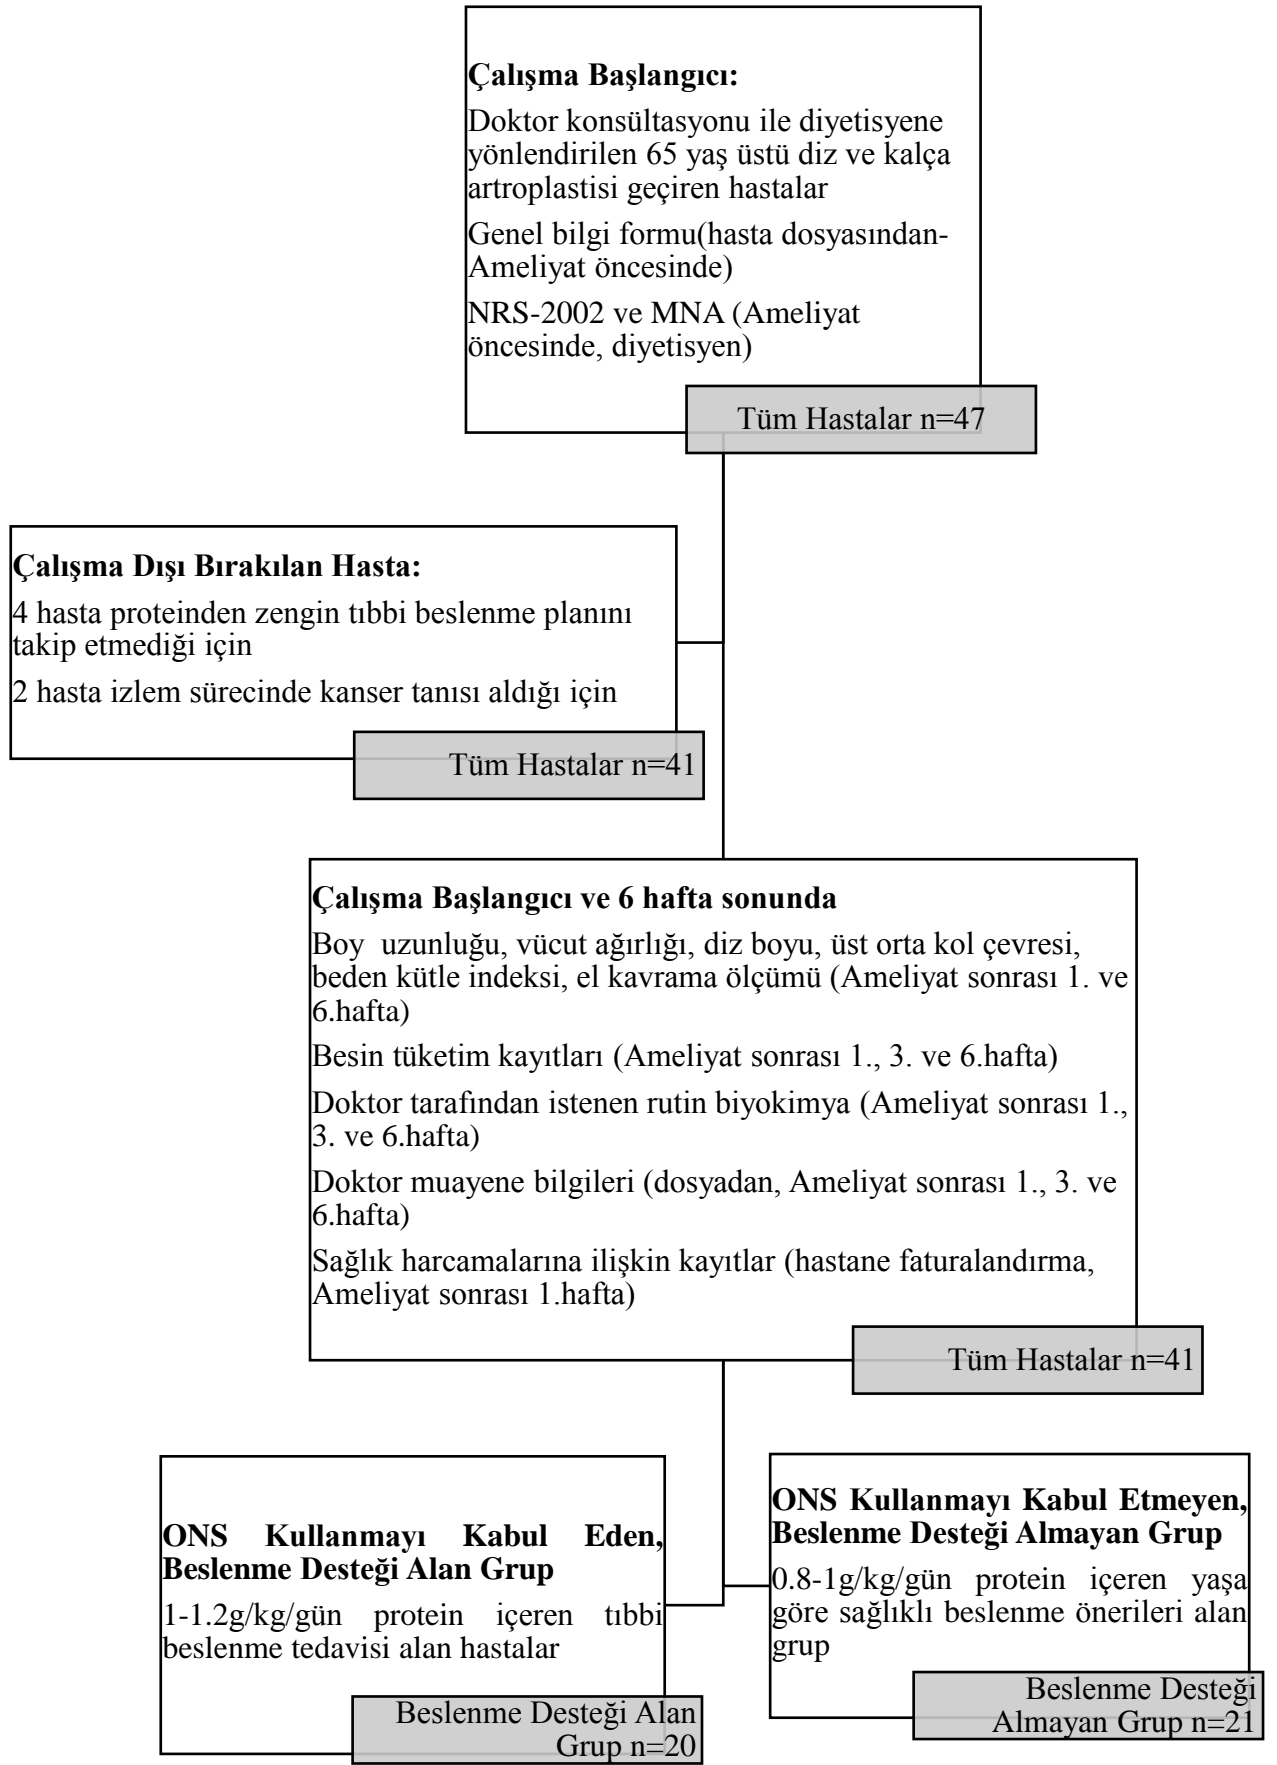 Çalışma Başlangıcı:
Doktor konsültasyonu ile diyetisyene
yönlendirilen 65 yaş üstü diz ve kalça
artroplastisi geçiren hastalar
Genel bilgi formu(hasta dosyasından-
Ameliyat öncesinde)
NRS-2002 ve MNA (Ameliyat
öncesinde, diyetisyen)
Tüm Hastalar n=47
Çalışma Dışı Bırakılan Hasta:
4 hasta proteinden zengin tıbbi beslenme planını
takip etmediği için
2 hasta izlem sürecinde kanser tanısı aldığı için
Tüm Hastalar n=41
Çalışma Başlangıcı ve 6 hafta sonunda
Boy uzunluğu, vücut ağırlığı, diz boyu, üst orta kol çevresi,
beden kütle indeksi, el kavrama ölçümü (Ameliyat sonrası 1. ve
6.hafta)
Besin tüketim kayıtları (Ameliyat sonrası 1., 3. ve 6.hafta)
Doktor tarafından istenen rutin biyokimya (Ameliyat sonrası 1.,
3. ve 6.hafta)
Doktor muayene bilgileri (dosyadan, Ameliyat sonrası 1., 3. ve
6.hafta)
Sağlık harcamalarına ilişkin kayıtlar (hastane faturalandırma,
Ameliyat sonrası 1.hafta)
Tüm Hastalar n=41
ONS Kullanmayı Kabul Eden,
Beslenme Desteği Alan Grup
1-1.2g/kg/gün protein içeren tıbbi
beslenme tedavisi alan hastalar
Beslenme Desteği Alan
Grup n=20
ONS Kullanmayı Kabul Etmeyen,
Beslenme Desteği Almayan Grup
0.8-1g/kg/gün protein içeren yaşa
göre sağlıklı beslenme önerileri alan
grup
Beslenme Desteği
Almayan Grup n=21